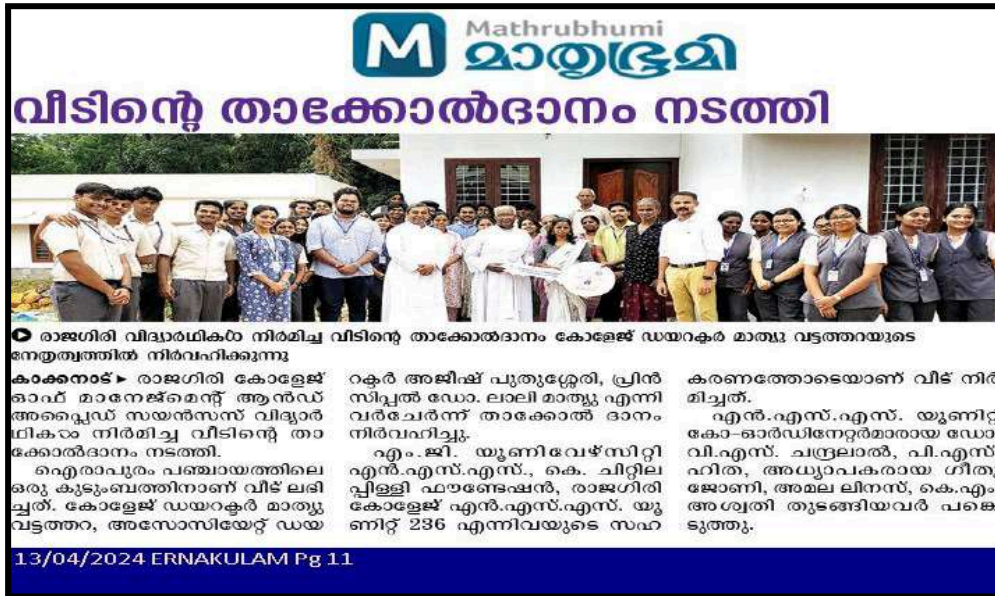 M Mathrubhumi
മാതൃഭൂമി
വീടിന്റെ താക്കോൽദാനം നടത്തി
രാജഗിരി വിദ്യാർഥികൾ നിർമിച്ച വീടിന്റെ താക്കോൽദാനം കോളേജ് ഡയറക്ടർ മാത്യു വട്ടത്തറയുടെ
നേതൃത്വത്തിൽ നിർവഹിക്കുന്നു
കാക്കനാട് ▸ രാജഗിരി കോളേജ്
ഓഫ് മാനേജ്മെന്റ് ആൻഡ്
അപ്ലൈഡ് സയൻസസ് വിദ്യാർ
ഥികൾ നിർമിച്ച വീടിന്റെ താ
ക്കോൽദാനം നടത്തി.
ഐരാപുരം പഞ്ചായത്തിലെ
ഒരു കുടുംബത്തിനാണ് വീട് ലഭി
ച്ചത്. കോളേജ് ഡയറക്ടർ മാത്യു
വട്ടത്തറ, അസോസിയേറ്റ് ഡയ
റക്ടർ അജീഷ് പുതുശ്ശേരി, പ്രിൻ
സിപ്പൽ ഡോ. ലാലി മാത്യു എന്നി
വർചേർന്ന് താക്കോൽ ദാനം
നിർവഹിച്ചു.
എം.ജി. യൂണിവേഴ്സിറ്റി
എൻ.എസ്.എസ്., കെ. ചിറ്റില
പ്പിള്ളി ഫൗണ്ടേഷൻ, രാജഗിരി
കോളേജ് എൻ.എസ്.എസ്. യൂ
ണിറ്റ് 236 എന്നിവയുടെ സഹ
കരണത്തോടെയാണ് വീട് നിർ
മിച്ചത്.
എൻ.എസ്.എസ്. യൂണിറ്റ്
കോ-ഓർഡിനേറ്റർമാരായ ഡോ
വി.എസ്. ചന്ദ്രലാൽ, പി.എസ്
ഹിത, അധ്യാപകരായ ഗീതു
ജോണി, അമല ലിനസ്, കെ.എം
അശ്വതി തുടങ്ങിയവർ പങ്കെ
ടുത്തു.
13/04/2024 ERNAKULAM Pg 11